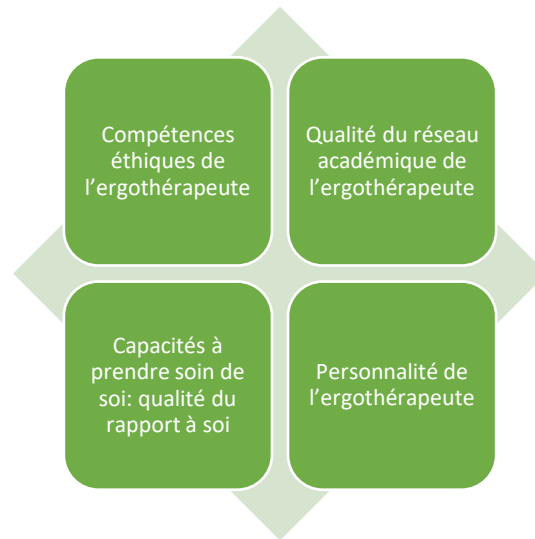 Compétences
éthiques de
l’ergothérapeute
Qualité du réseau
académique de
l’ergothérapeute
Capacités à
prendre soin de
soi: qualité du
rapport à soi
Personnalité de
l’ergothérapeute